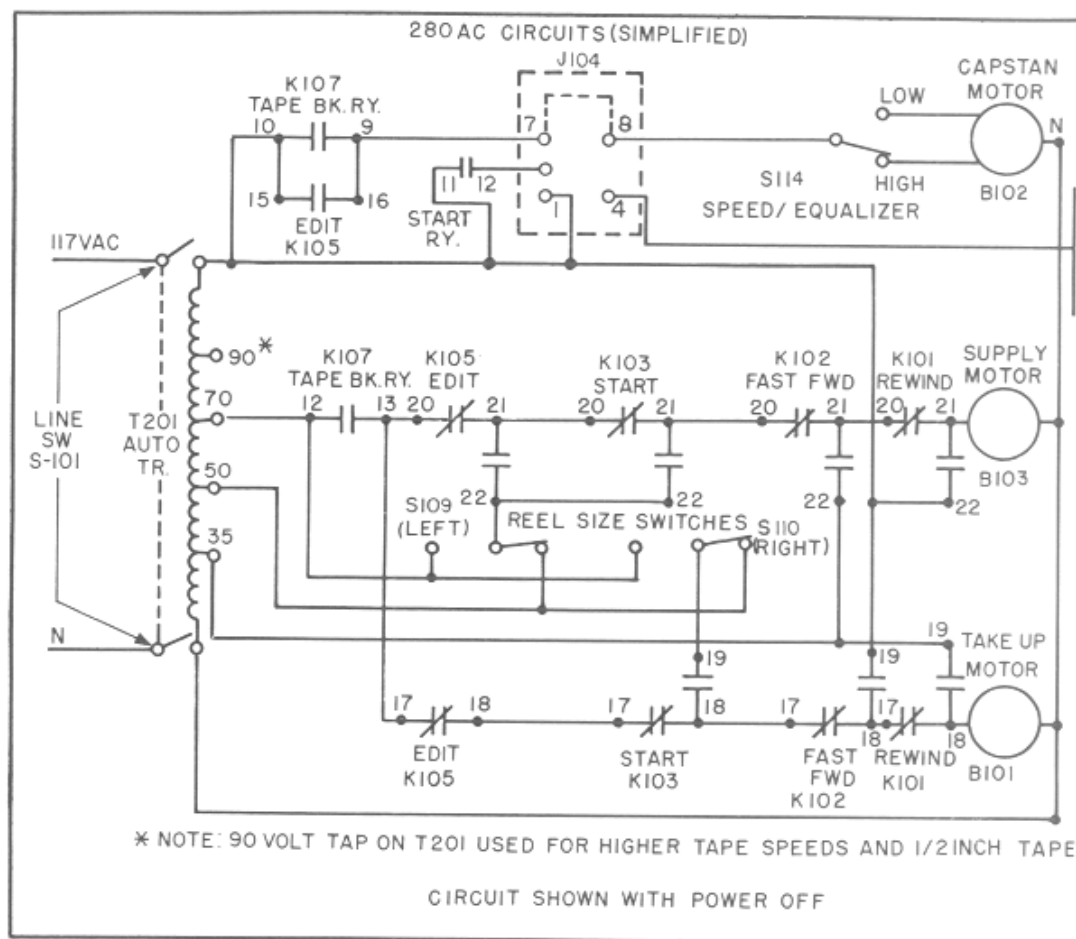 280 AC CIRCUITS (SIMPLIFIED)
J104
K107
TAPE BK. RY.
10
9
15
16
EDIT
K105
11
12
START
RY.
7
8
1
4
LOW
HIGH
S114
SPEED/ EQUALIZER
CAPSTAN
MOTOR
N
B102
117VAC
LINE
SW
S-101
N
T201
AUTO
TR.
90 *
70
50
35
K107
TAPE BK. RY.
12
13
K105
EDIT
20
21
22
K103
START
20
21
22
K102
FAST FWD
20
21
22
K101
REWIND
20
21
22
SUPPLY
MOTOR
B103
S109
(LEFT)
REEL SIZE SWITCHES
S110
(RIGHT)
17
18
EDIT
K105
17
18
19
START
K103
17
18
19
FAST
FWD
K102
17
18
19
REWIND
K101
TAKE UP
MOTOR
B101
* NOTE: 90 VOLT TAP ON T201 USED FOR HIGHER TAPE SPEEDS AND 1/2 INCH TAPE
CIRCUIT SHOWN WITH POWER OFF